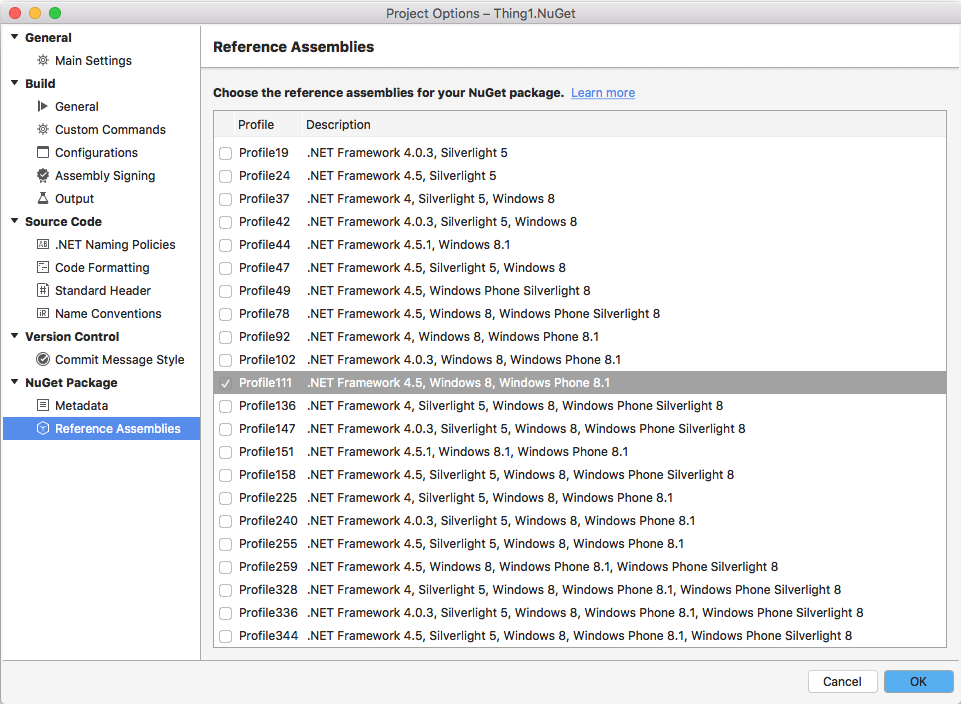 Project Options – Thing1.NuGet
General
Main Settings
Build
General
Custom Commands
Configurations
Assembly Signing
Output
Source Code
.NET Naming Policies
Code Formatting
Standard Header
Name Conventions
Version Control
Commit Message Style
NuGet Package
Metadata
Reference Assemblies
Reference Assemblies
Choose the reference assemblies for your NuGet package. Learn more
Profile Description
Profile19 .NET Framework 4.0.3, Silverlight 5
Profile24 .NET Framework 4.5, Silverlight 5
Profile37 .NET Framework 4, Silverlight 5, Windows 8
Profile42 .NET Framework 4.0.3, Silverlight 5, Windows 8
Profile44 .NET Framework 4.5.1, Windows 8.1
Profile47 .NET Framework 4.5, Silverlight 5, Windows 8
Profile49 .NET Framework 4.5, Windows Phone Silverlight 8
Profile78 .NET Framework 4.5, Windows 8, Windows Phone Silverlight 8
Profile92 .NET Framework 4, Windows 8, Windows Phone 8.1
Profile102 .NET Framework 4.0.3, Windows 8, Windows Phone 8.1
Profile111 .NET Framework 4.5, Windows 8, Windows Phone 8.1
Profile136 .NET Framework 4, Silverlight 5, Windows 8, Windows Phone Silverlight 8
Profile147 .NET Framework 4.0.3, Silverlight 5, Windows 8, Windows Phone Silverlight 8
Profile151 .NET Framework 4.5.1, Windows 8.1, Windows Phone 8.1
Profile158 .NET Framework 4.5, Silverlight 5, Windows 8, Windows Phone Silverlight 8
Profile225 .NET Framework 4, Silverlight 5, Windows 8, Windows Phone 8.1
Profile240 .NET Framework 4.0.3, Silverlight 5, Windows 8, Windows Phone 8.1
Profile255 .NET Framework 4.5, Silverlight 5, Windows 8, Windows Phone 8.1
Profile259 .NET Framework 4.5, Windows 8, Windows Phone 8.1, Windows Phone Silverlight 8
Profile328 .NET Framework 4, Silverlight 5, Windows 8, Windows Phone 8.1, Windows Phone Silverlight 8
Profile336 .NET Framework 4.0.3, Silverlight 5, Windows 8, Windows Phone 8.1, Windows Phone Silverlight 8
Profile344 .NET Framework 4.5, Silverlight 5, Windows 8, Windows Phone 8.1, Windows Phone Silverlight 8
Cancel
OK